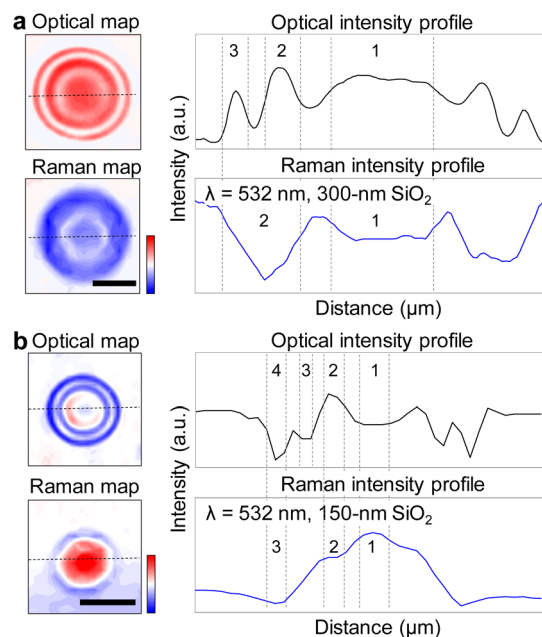 a
Optical map
Optical intensity profile
3 2 1
Raman map
Raman intensity profile
λ = 532 nm, 300-nm SiO₂
2 1
Intensity (a.u.)
Distance (μm)
b
Optical map
Optical intensity profile
4 3 2 1
Raman map
Raman intensity profile
λ = 532 nm, 150-nm SiO₂
3 2 1
Intensity (a.u.)
Distance (μm)